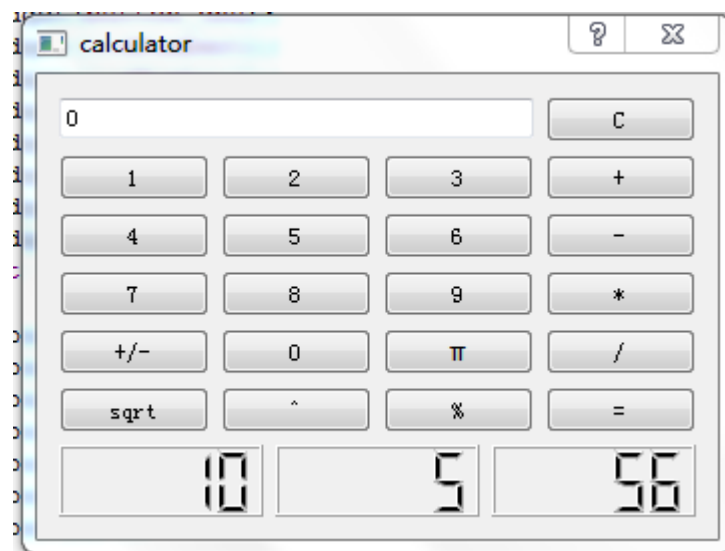 calculator
0 C
1 2 3 +
4 5 6 -
7 8 9 *
+/- 0 π /
sqrt ^ % =
10 5 56